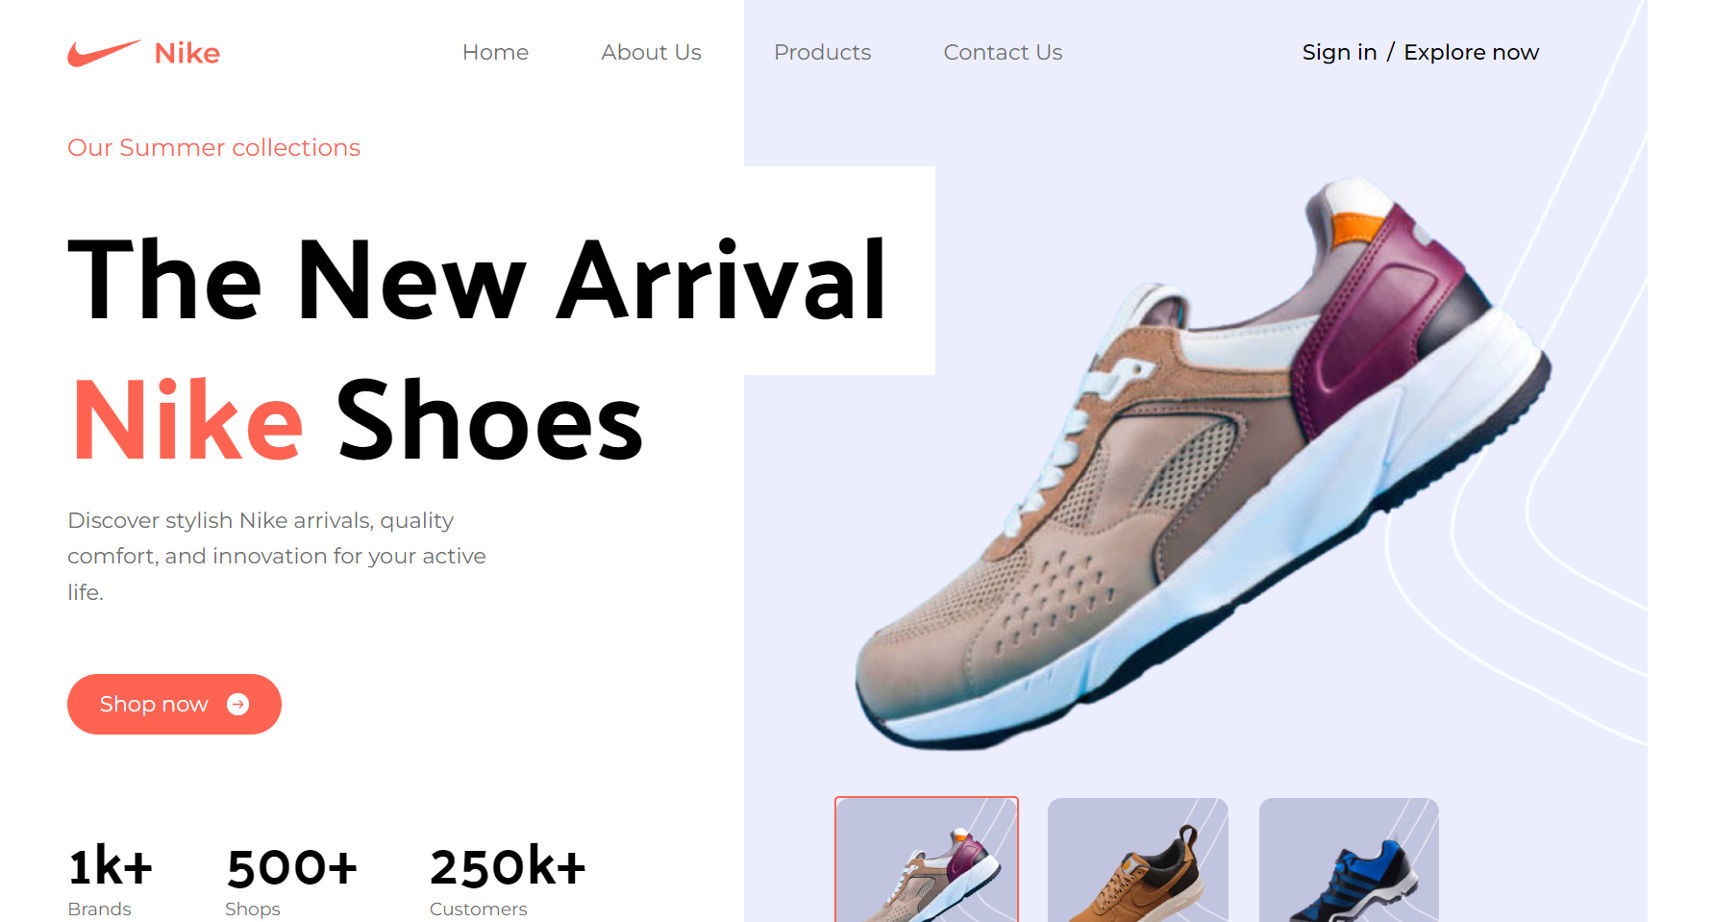 Nike
Home
About Us
Products
Contact Us
Sign in / Explore now
Our Summer collections
The New Arrival
Nike Shoes
Discover stylish Nike arrivals, quality
comfort, and innovation for your active
life.
Shop now
1k+
Brands
500+
Shops
250k+
Customers